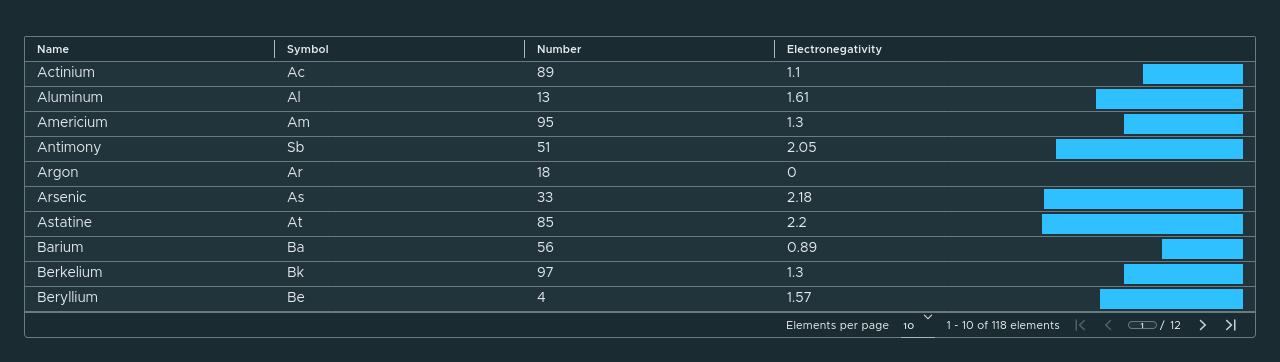 Name Symbol Number Electronegativity
Actinium Ac 89 1.1
Aluminum Al 13 1.61
Americium Am 95 1.3
Antimony Sb 51 2.05
Argon Ar 18 0
Arsenic As 33 2.18
Astatine At 85 2.2
Barium Ba 56 0.89
Berkelium Bk 97 1.3
Beryllium Be 4 1.57
Elements per page 10 1 - 10 of 118 elements 1 / 12